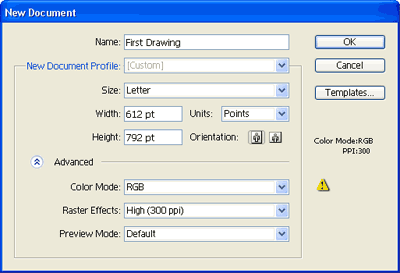 New Document
Name: First Drawing
OK
New Document Profile: [Custom]
Cancel
Size: Letter
Templates...
Width: 612 pt Units: Points
Height: 792 pt Orientation:
Color Mode:RGB
PPI:300
Advanced
Color Mode: RGB
Raster Effects: High (300 ppi)
Preview Mode: Default